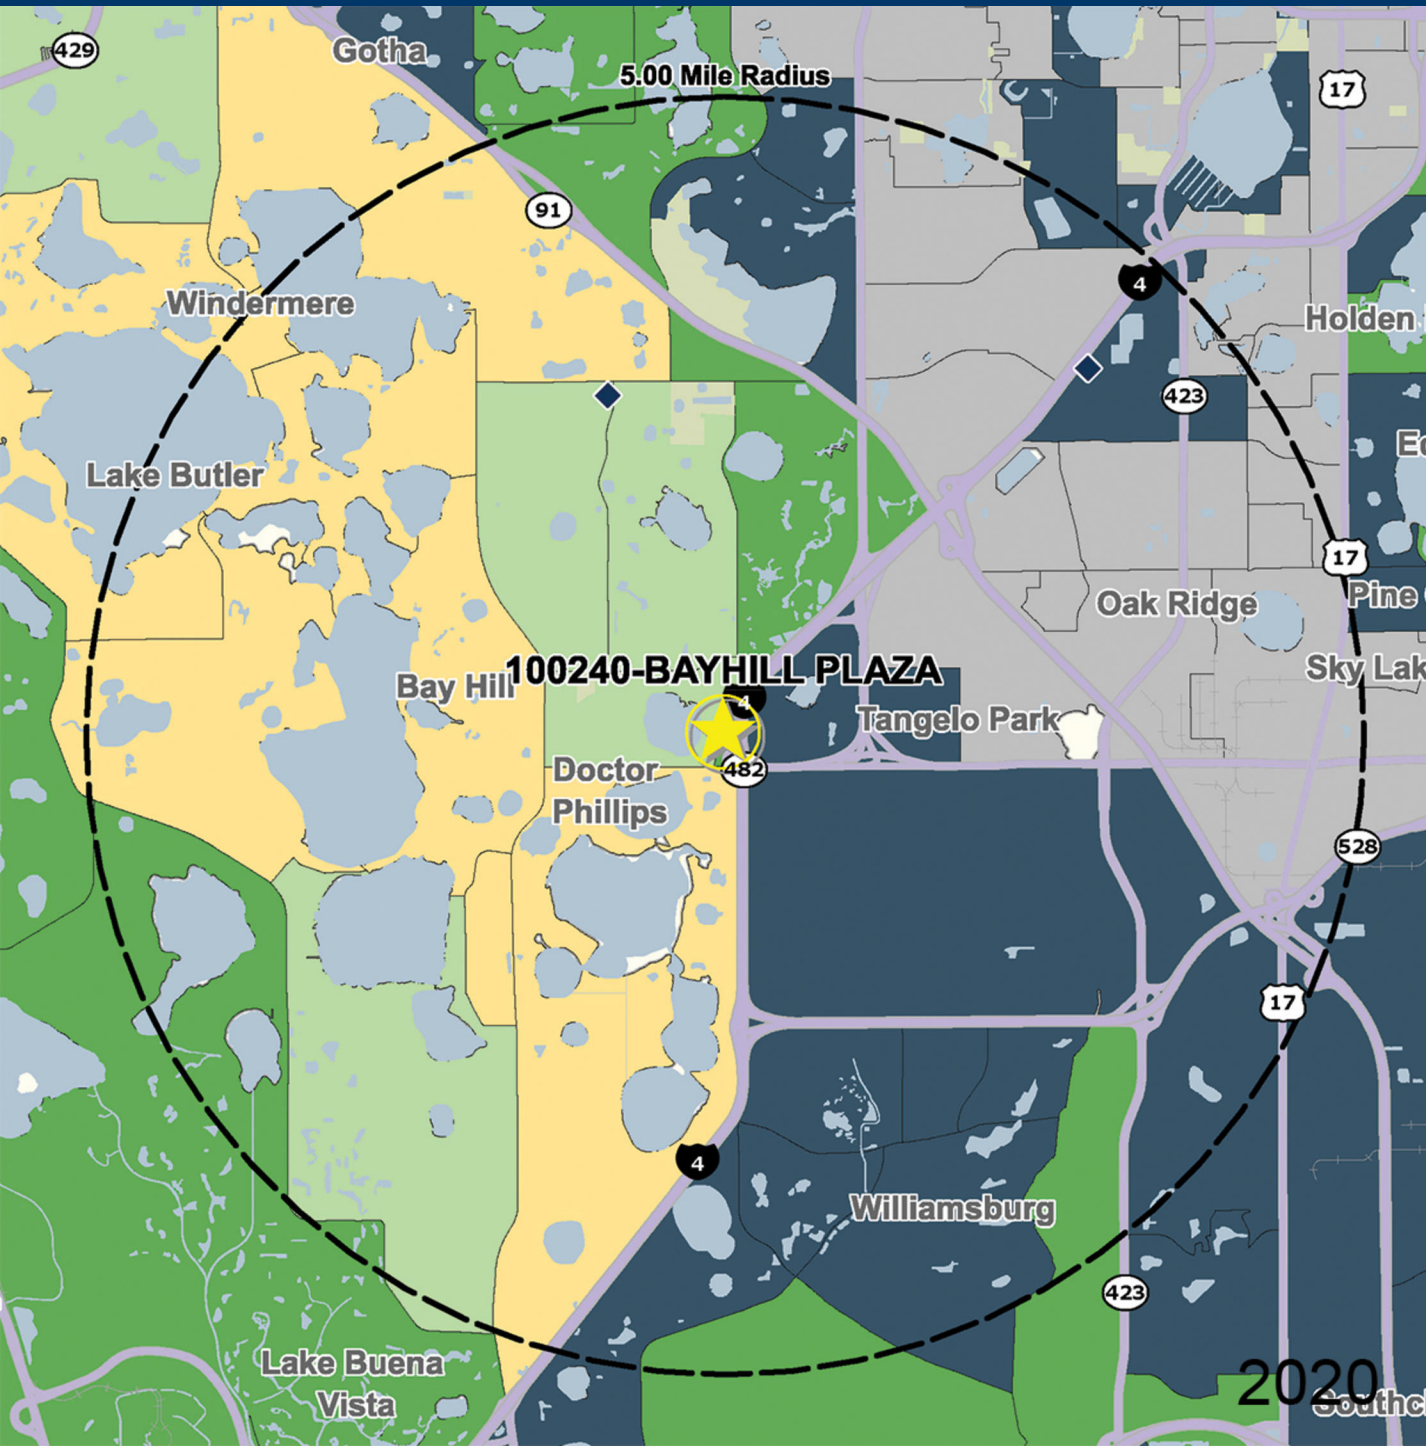 429
Gotha
5.00 Mile Radius
17
91
Windermere
4
Holden
423
Lake Butler
17
Oak Ridge
Pine
100240-BAYHILL PLAZA
Sky Lak
Bay Hill
4
Tangelo Park
Doctor
Phillips
482
528
17
4
Williamsburg
423
Lake Buena
Vista
2020
Southc